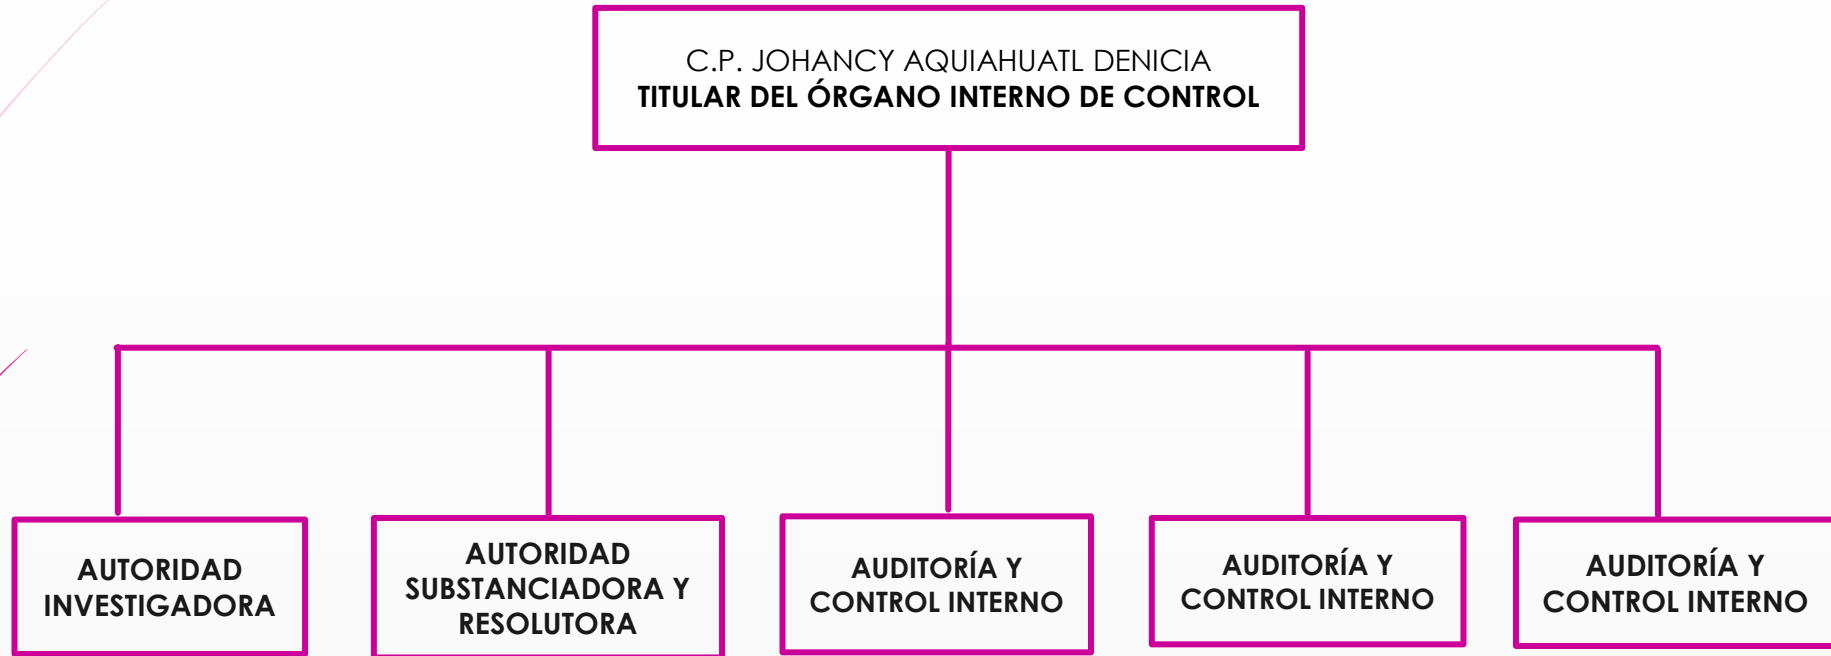 C.P. JOHANCY AQUIAHUATL DENICIA
TITULAR DEL ÓRGANO INTERNO DE CONTROL
AUTORIDAD
INVESTIGADORA
AUTORIDAD
SUBSTANCIADORA Y
RESOLUTORA
AUDITORÍA Y
CONTROL INTERNO
AUDITORÍA Y
CONTROL INTERNO
AUDITORÍA Y
CONTROL INTERNO